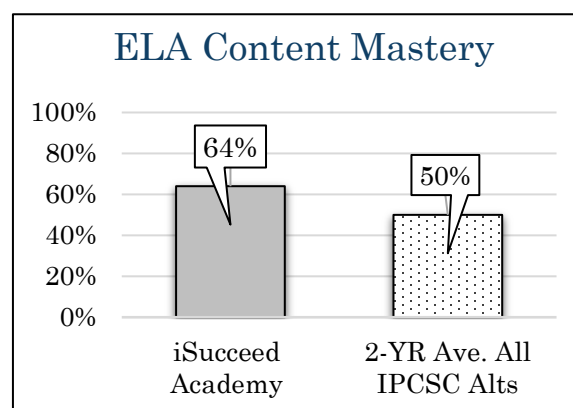 ELA Content Mastery
100%
80%
60%
40%
20%
0%
64%
50%
iSucceed
Academy
2-YR Ave. All
IPCSC Alts